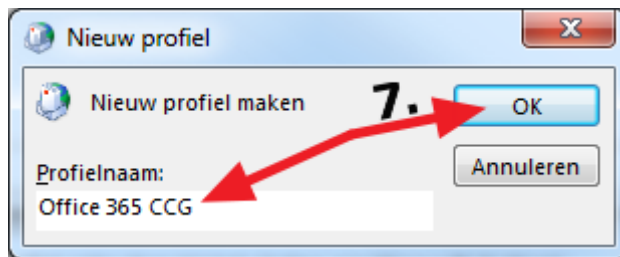 Nieuw profiel
Nieuw profiel maken
7.
OK
Profielnaam:
Annuleren
Office 365 CCG